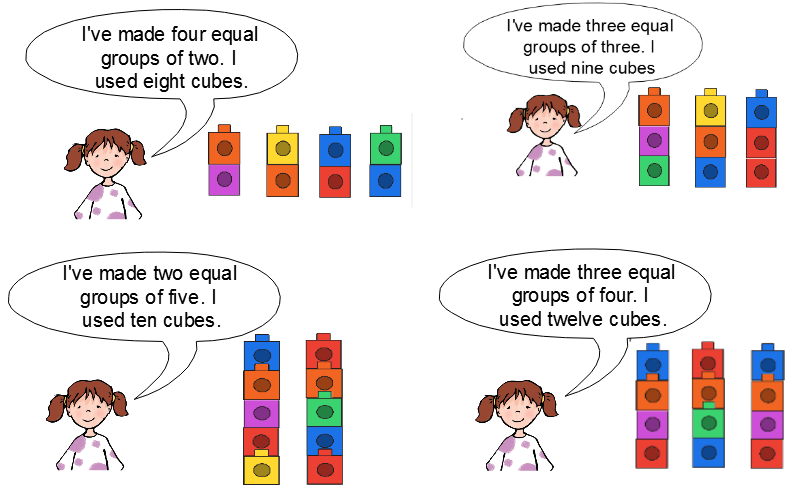 I've made four equal
groups of two. I
used eight cubes.
I've made three equal
groups of three. I
used nine cubes
I've made two equal
groups of five. I
used ten cubes.
I've made three equal
groups of four. I
used twelve cubes.